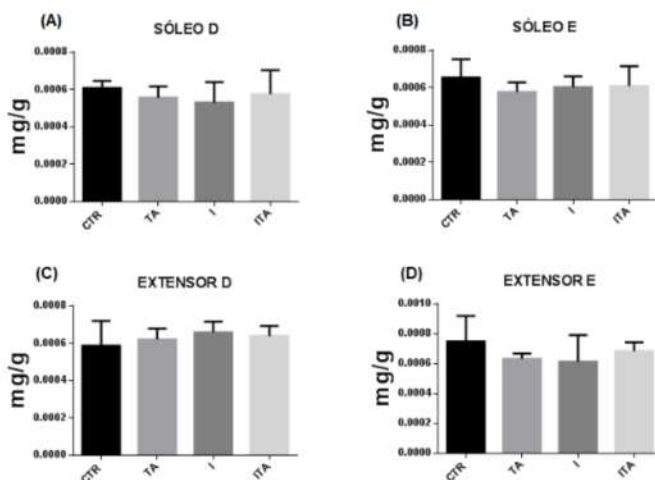 (A)
SÓLEO D
mg/g
0.0008
0.0006
0.0004
0.0002
0.0000
CTR
TA
I
ITA
(B)
SÓLEO E
mg/g
0.0008
0.0006
0.0004
0.0002
0.0000
CTR
TA
I
ITA
(C)
EXTENSOR D
mg/g
0.0008
0.0006
0.0004
0.0002
0.0000
CTR
TA
I
ITA
(D)
EXTENSOR E
mg/g
0.0010
0.0008
0.0006
0.0004
0.0002
0.0000
CTR
TA
I
ITA